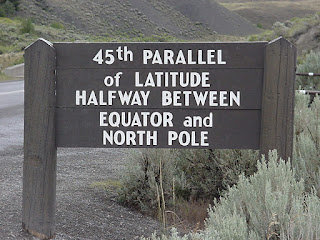 45th PARALLEL
of LATITUDE
HALFWAY BETWEEN
EQUATOR and
NORTH POLE